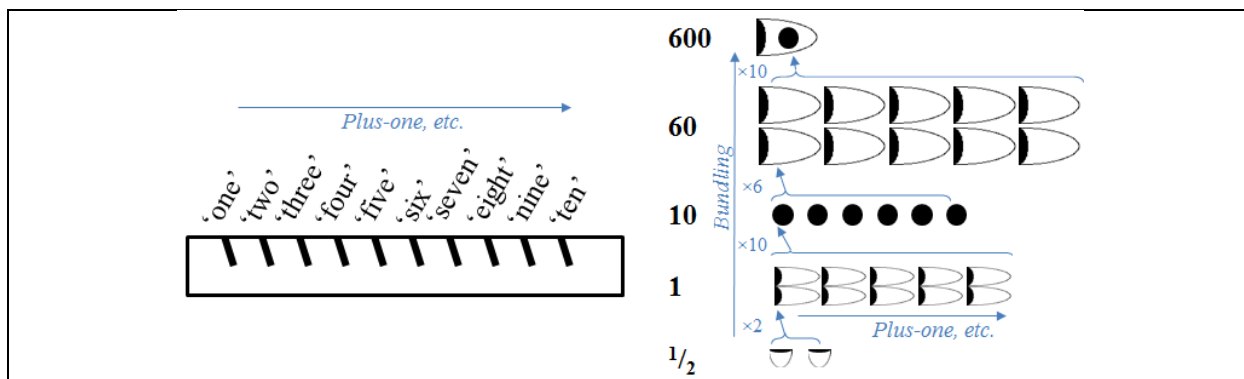 Plus-one, etc.
‘one’
‘two’
‘three’
‘four’
‘five’
‘six’
‘seven’
‘eight’
‘nine’
‘ten’
600
×10
60
Bundling
×6
10
×10
1
Plus-one, etc.
×2
1/2